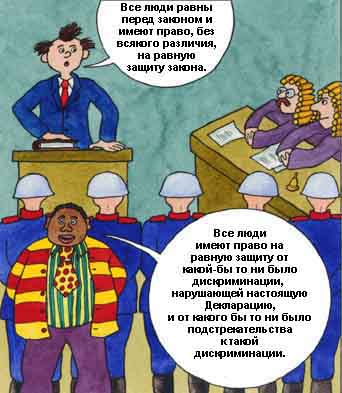 Все люди равны
перед законом и
имеют право, без
всякого различия,
на равную
защиту закона.
Все люди
имеют право на
равную защиту от
какой-бы то ни было
дискриминации,
нарушающей настоящую
Декларацию,
и от какого бы то ни было
подстрекательства
к такой
дискриминации.